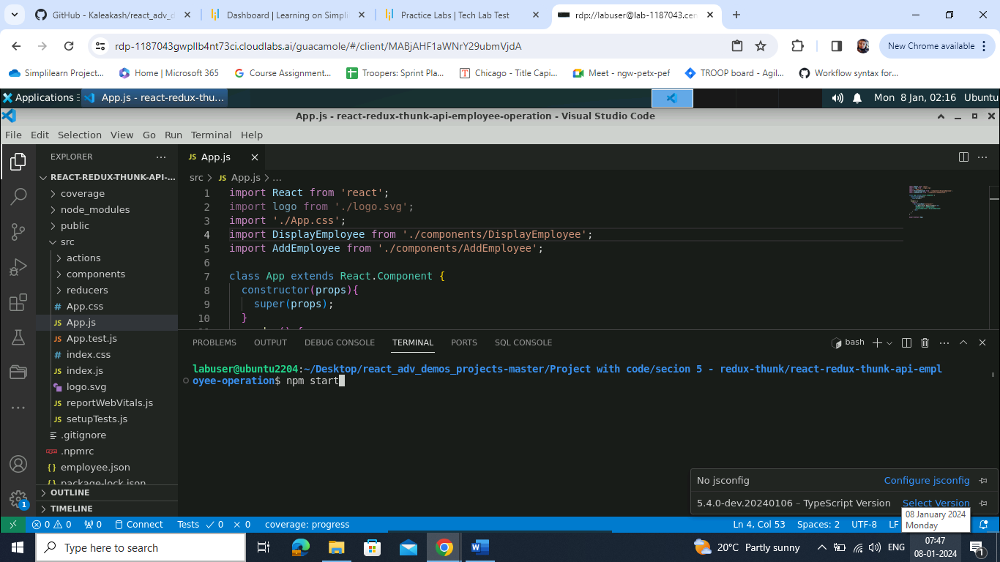 GitHub - Kaleakash/react_adv_d
Dashboard | Learning on Simpli
Practice Labs | Tech Lab Test
rdp://labuser@lab-1187043.cen
rdp-1187043gwpllb4nt73ci.cloudlabs.ai/guacamole/#/client/MABjAHF1aWNrY29ubmVjdA
New Chrome available
Simplilearn Project...
Home | Microsoft 365
Course Assignment...
Troopers: Sprint Pla...
Chicago - Title Capi...
Meet - ngw-petx-pef
TROOP board - Agil...
Workflow syntax for...
Applications
App.js - react-redux-thu...
Mon 8 Jan, 02:16 Ubuntu
App.js - react-redux-thunk-api-employee-operation - Visual Studio Code
File Edit Selection View Go Run Terminal Help
EXPLORER
REACT-REDUX-THUNK-API-...
coverage
node_modules
public
src
actions
components
reducers
# App.css
JS App.js
JS App.test.js
# index.css
JS index.js
logo.svg
JS reportWebVitals.js
JS setupTests.js
.gitignore
.npmrc
{} employee.json
{} package-lock.json
OUTLINE
TIMELINE
JS App.js
src > JS App.js > ...
1 import React from 'react';
2 import logo from './logo.svg';
3 import './App.css';
4 import DisplayEmployee from './components/DisplayEmployee';
5 import AddEmployee from './components/AddEmployee';
6
7 class App extends React.Component {
8 constructor(props){
9 super(props);
10 }
PROBLEMS OUTPUT DEBUG CONSOLE TERMINAL PORTS SQL CONSOLE
bash
labuser@ubuntu2204:~/Desktop/react_adv_demos_projects-master/Project with code/secion 5 - redux-thunk/react-redux-thunk-api-empl
oyee-operation$ npm start
No jsconfig Configure jsconfig
5.4.0-dev.20240106 – TypeScript Version Select Version
08 January 2024
Monday
1
0 0 0 Connect Tests 0 0 coverage: progress
Ln 4, Col 53 Spaces: 2 UTF-8 LF
Type here to search
20°C Partly sunny
ENG
07:47
08-01-2024
1